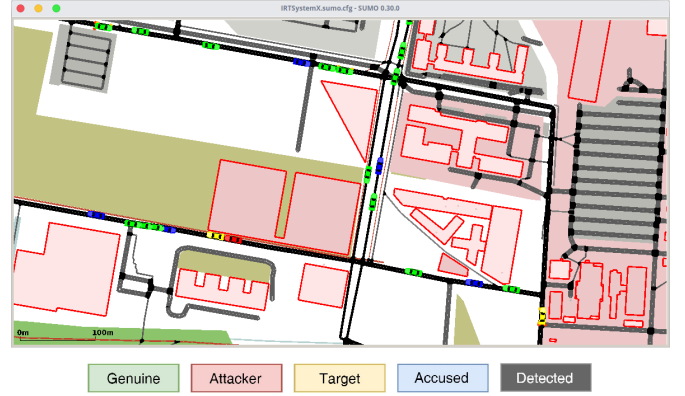 IRTSystemX.sumo.cfg - SUMO 0.30.0
0m 100m
Genuine Attacker Target Accused Detected